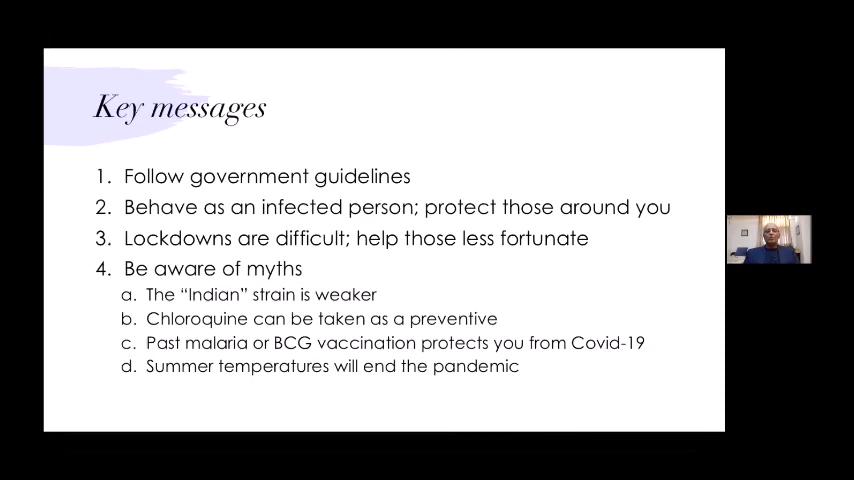 Key messages
1. Follow government guidelines
2. Behave as an infected person; protect those around you
3. Lockdowns are difficult; help those less fortunate
4. Be aware of myths
a. The “Indian” strain is weaker
b. Chloroquine can be taken as a preventive
c. Past malaria or BCG vaccination protects you from Covid-19
d. Summer temperatures will end the pandemic